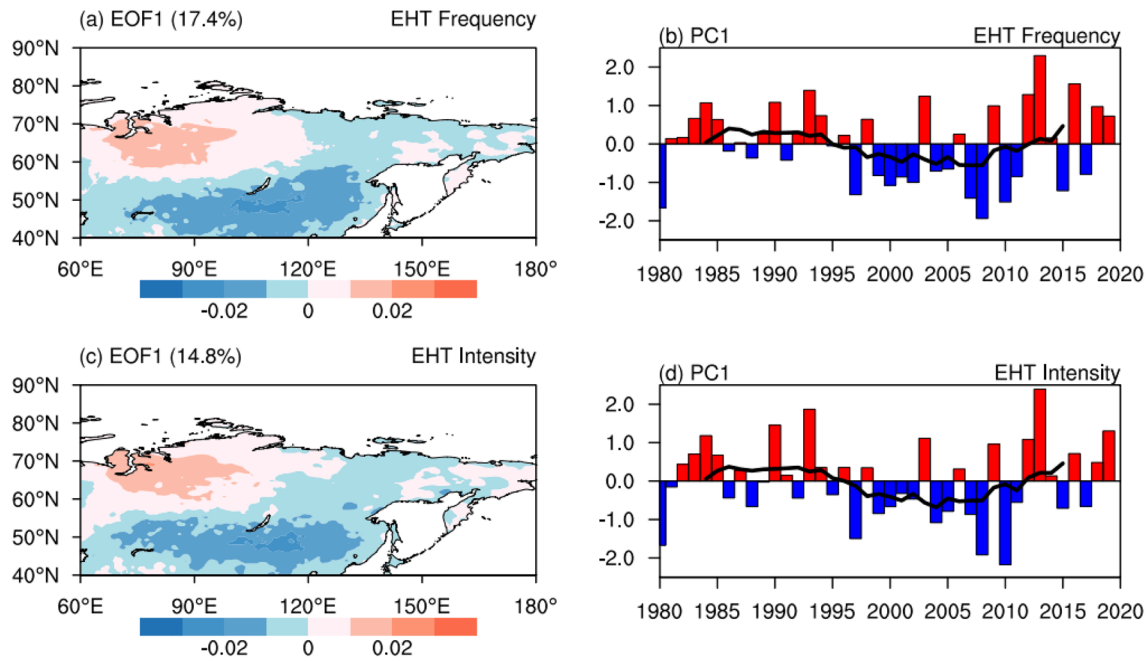 (a) EOF1 (17.4%) EHT Frequency
90°N
80°N
70°N
60°N
50°N
40°N
60°E 90°E 120°E 150°E 180°
-0.02 0 0.02
(b) PC1 EHT Frequency
2.0
1.0
0.0
-1.0
-2.0
1980 1985 1990 1995 2000 2005 2010 2015 2020
(c) EOF1 (14.8%) EHT Intensity
90°N
80°N
70°N
60°N
50°N
40°N
60°E 90°E 120°E 150°E 180°
-0.02 0 0.02
(d) PC1 EHT Intensity
2.0
1.0
0.0
-1.0
-2.0
1980 1985 1990 1995 2000 2005 2010 2015 2020